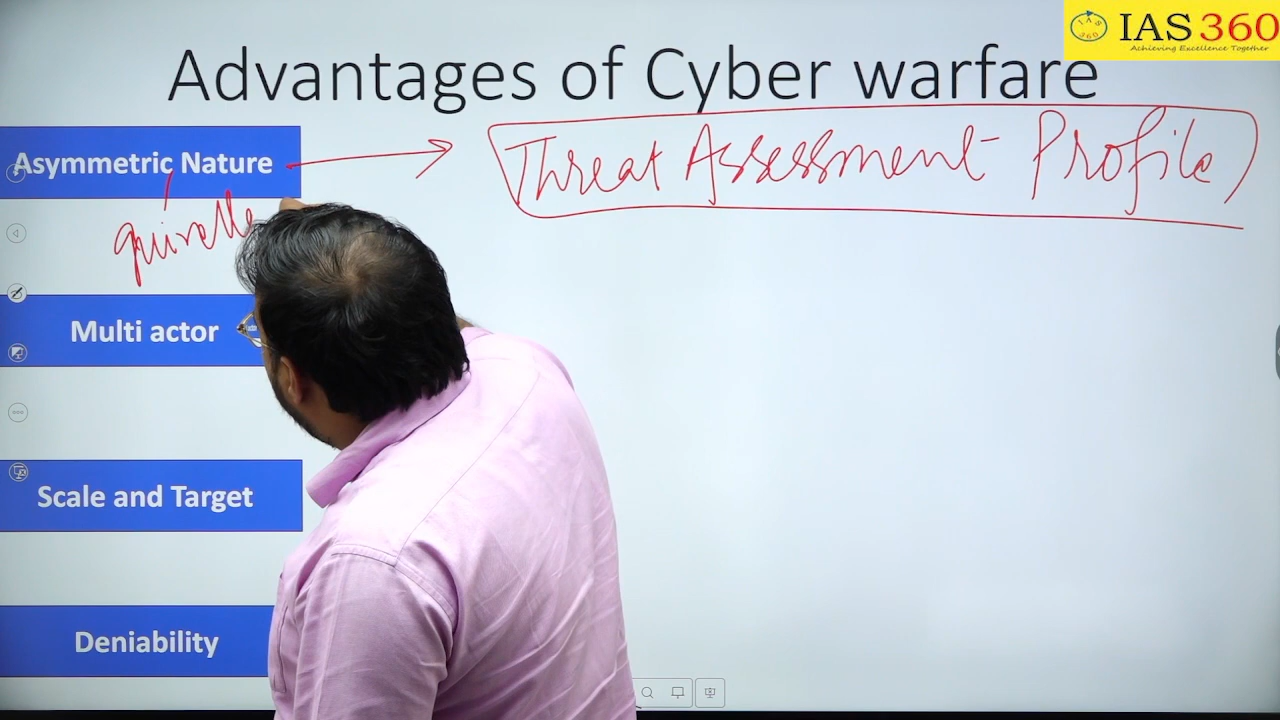 IAS 360
Achieving Excellence Together
Advantages of Cyber warfare
Asymmetric Nature
Threat Assessment Profile
Multi actor
Scale and Target
Deniability